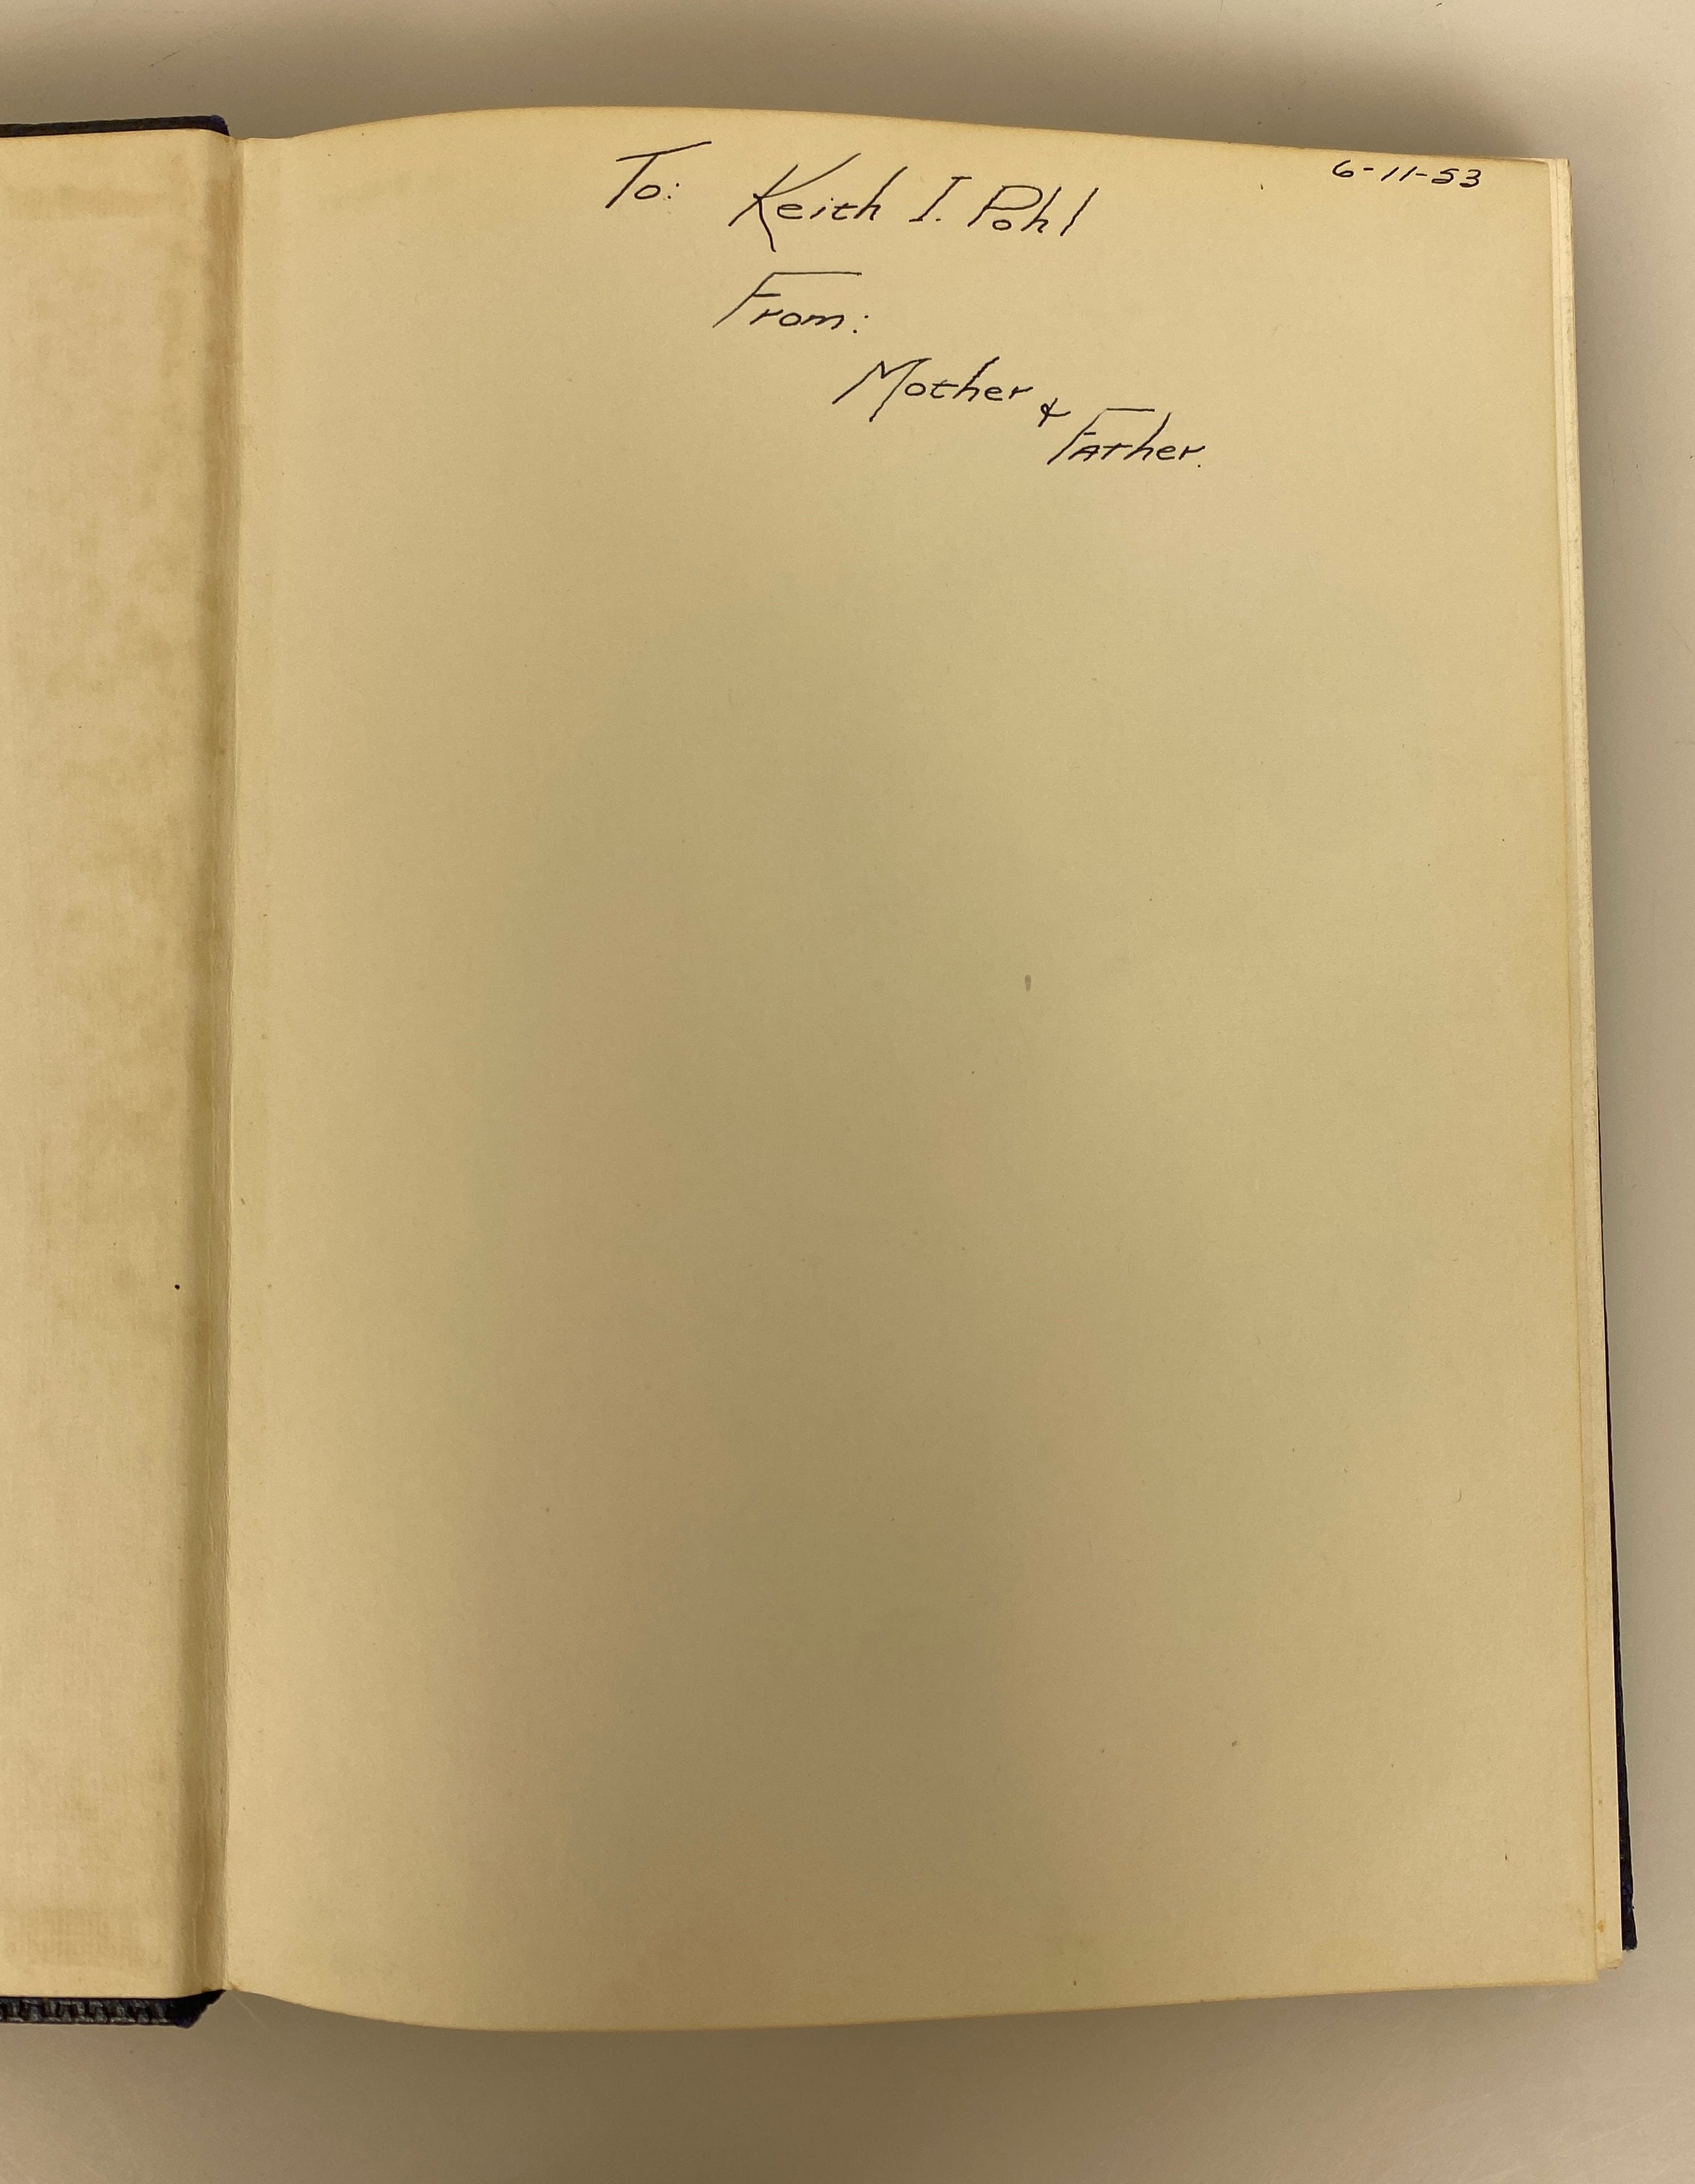 6-11-53
To: Keith I. Pohl
From:
Mother &
Father.